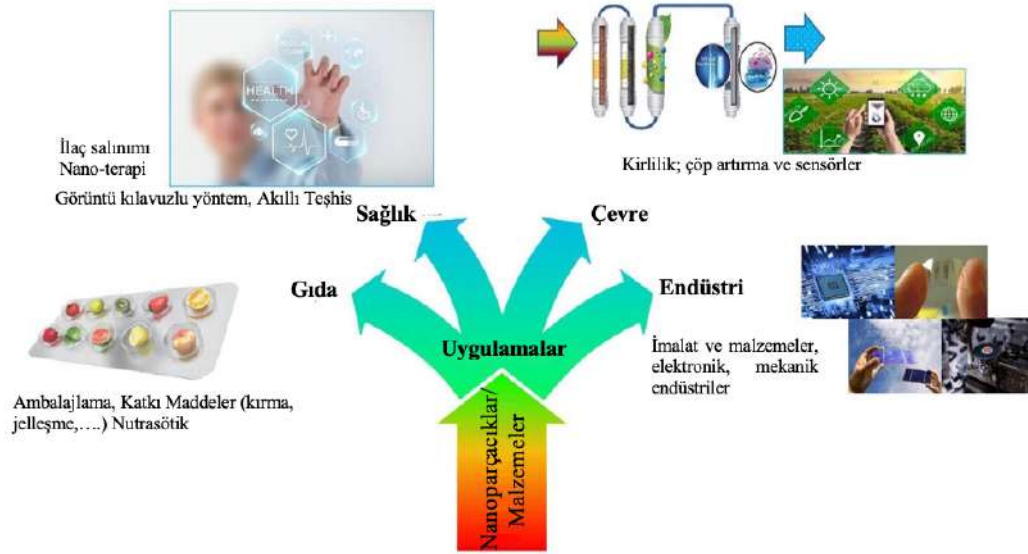 HEALTH
İlaç salınımı
Nano-terapi
Görüntü kılavuzlu yöntem, Akıllı Teşhis
Kirlilik; çöp artırma ve sensörler
Sağlık
Çevre
Gıda
Endüstri
Uygulamalar
İmalat ve malzemeler,
elektronik, mekanik
endüstriler
Ambalajlama, Katkı Maddeler (kırma,
jelleşme,….) Nutrasötik
Nanoparçacıklar/
Malzemeler